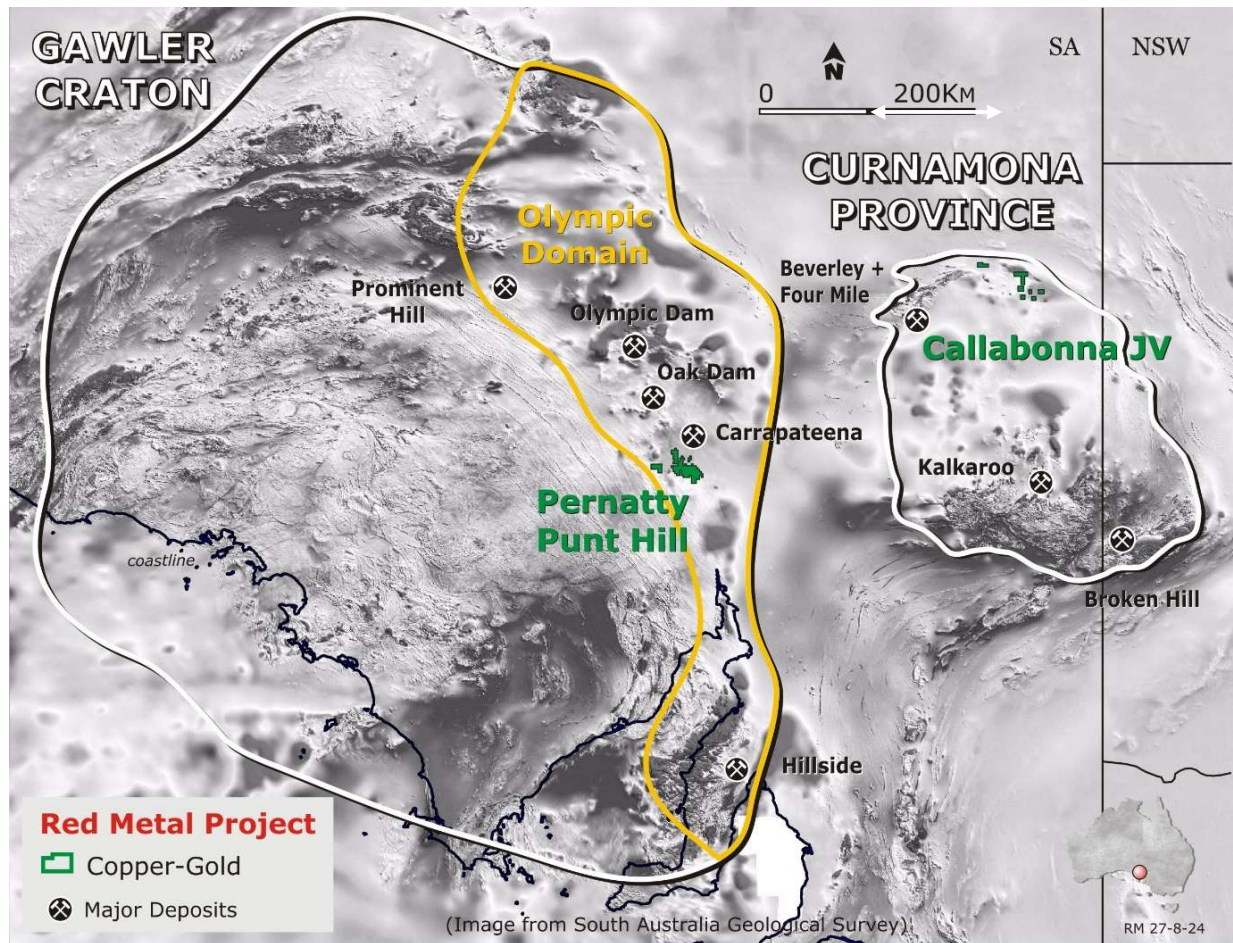 GAWLER
CRATON
N
0 200KM
SA NSW
CURNAMONA
PROVINCE
Olympic
Domain
Beverley +
Four Mile
Prominent
Hill
Olympic Dam
Callabonna JV
Oak Dam
Carrapateena
Kalkaroo
Pernatty
Punt Hill
coastline
Broken Hill
Hillside
Red Metal Project
Copper-Gold
Major Deposits
(Image from South Australia Geological Survey)
RM 27-8-24